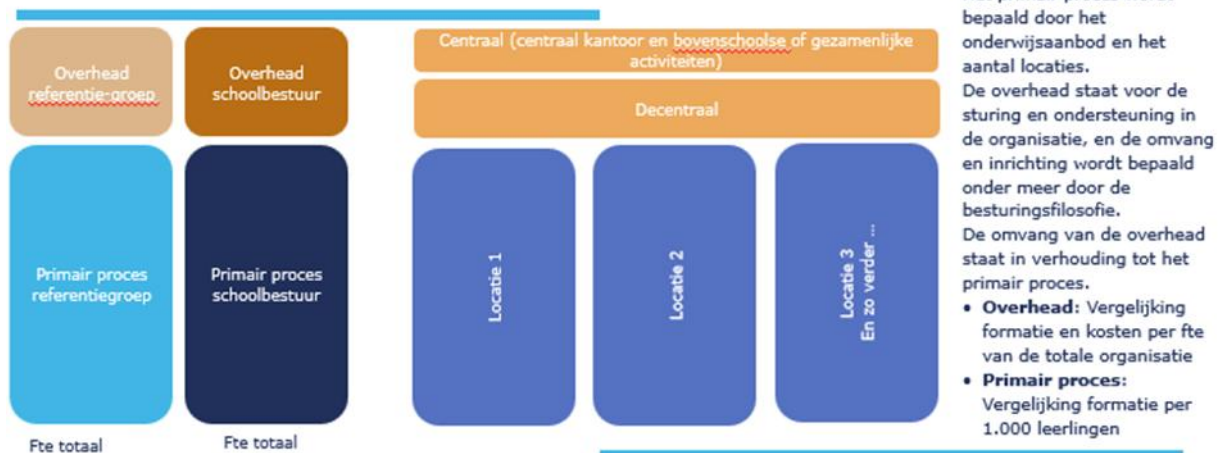 Overhead
referentie-groep
Overhead
schoolbestuur
Primair proces
referentiegroep
Primair proces
schoolbestuur
Fte totaal
Fte totaal
Centraal (centraal kantoor en bovenschoolse of gezamenlijke
activiteiten)
Decentraal
Locatie 1
Locatie 2
Locatie 3
En zo verder ...
bepaald door het
onderwijsaanbod en het
aantal locaties.
De overhead staat voor de
sturing en ondersteuning in
de organisatie, en de omvang
en inrichting wordt bepaald
onder meer door de
besturingsfilosofie.
De omvang van de overhead
staat in verhouding tot het
primair proces.
• Overhead: Vergelijking
formatie en kosten per fte
van de totale organisatie
• Primair proces:
Vergelijking formatie per
1.000 leerlingen